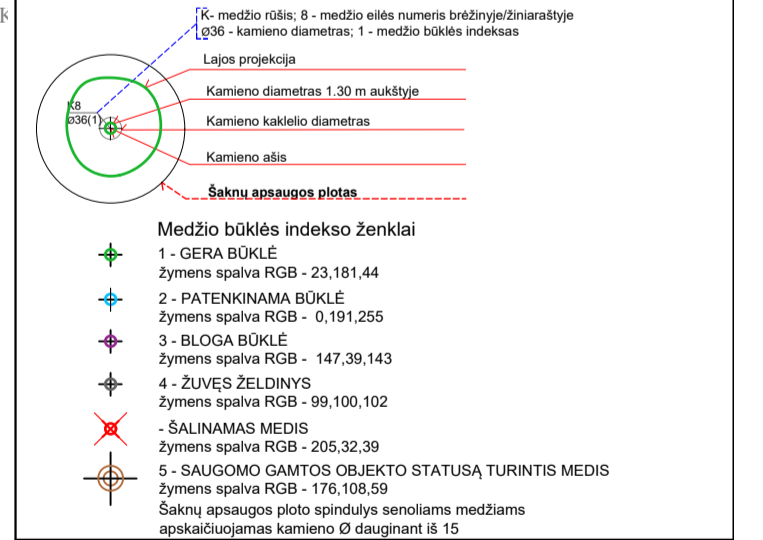 K- medžio rūšis; 8 - medžio eilės numeris brėžinyje/žiniaraštyje
Ø36 - kamieno diametras; 1 - medžio būklės indeksas
Lajos projekcija
Kamieno diametras 1.30 m aukštyje
K8
Ø36(1)
Kamieno kaklelio diametras
Kamieno ašis
Šaknų apsaugos plotas
Medžio būklės indekso ženklai
1 - GERA BŪKLĖ
žymens spalva RGB - 23,181,44
2 - PATENKINAMA BŪKLĖ
žymens spalva RGB - 0,191,255
3 - BLOGA BŪKLĖ
žymens spalva RGB - 147,39,143
4 - ŽUVĘS ŽELDINYS
žymens spalva RGB - 99,100,102
- ŠALINAMAS MEDIS
žymens spalva RGB - 205,32,39
5 - SAUGOMO GAMTOS OBJEKTO STATUSĄ TURINTIS MEDIS
žymens spalva RGB - 176,108,59
Šaknų apsaugos ploto spindulys senoliams medžiams
apskaičiuojamas kamieno Ø dauginant iš 15